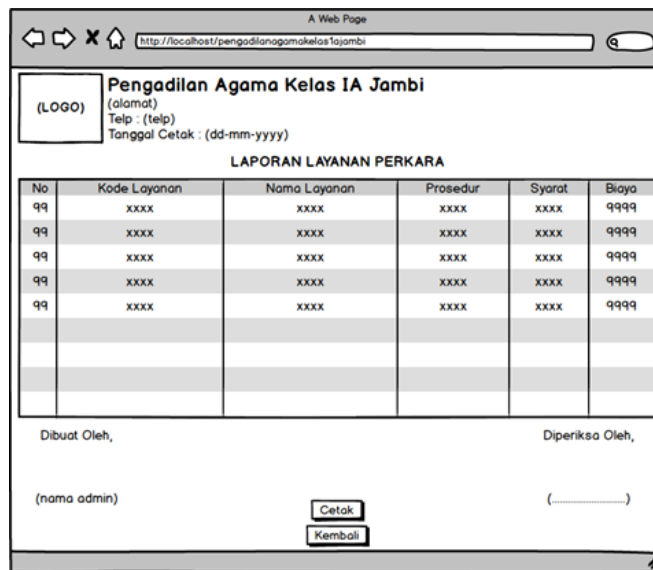 A Web Page
http://localhost/pengadilanagamakelas1ajambi
(LOGO)
Pengadilan Agama Kelas IA Jambi
(alamat)
Telp : (telp)
Tanggal Cetak : (dd-mm-yyyy)
LAPORAN LAYANAN PERKARA
No Kode Layanan Nama Layanan Prosedur Syarat Biaya
99 xxxx xxxx xxxx xxxx 9999
99 xxxx xxxx xxxx xxxx 9999
99 xxxx xxxx xxxx xxxx 9999
99 xxxx xxxx xxxx xxxx 9999
99 xxxx xxxx xxxx xxxx 9999
Dibuat Oleh, Diperiksa Oleh,
(nama admin) (........................)
Cetak
Kembali